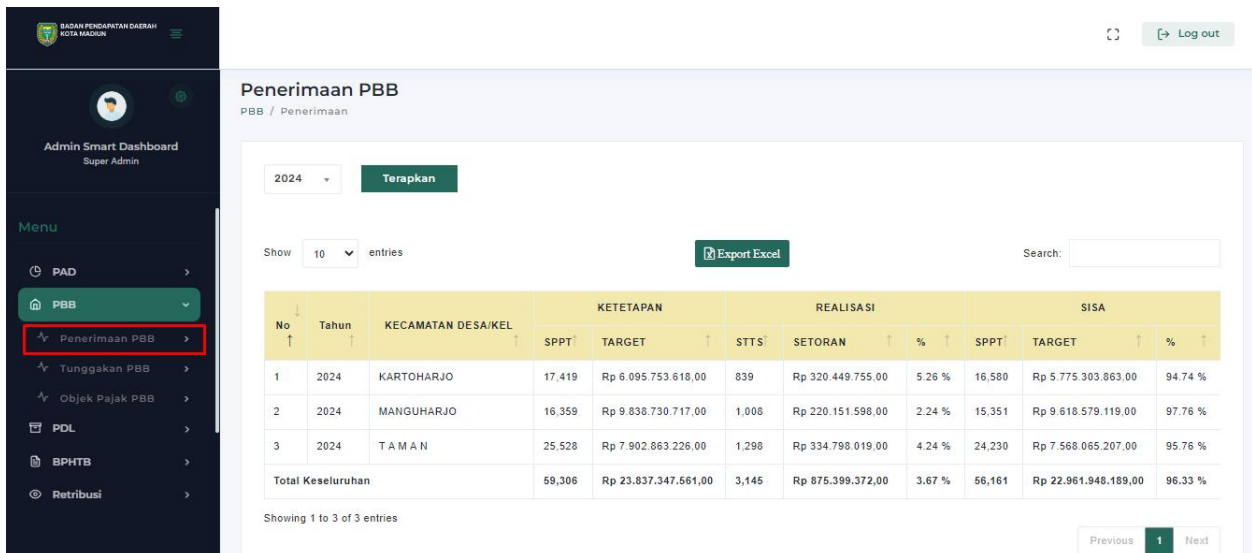 BADAN PENDAPATAN DAERAH
KOTA MADIUN
Log out
Admin Smart Dashboard
Super Admin
Menu
PAD
PBB
Penerimaan PBB
Tunggakan PBB
Objek Pajak PBB
PDL
BPHTB
Retribusi
Penerimaan PBB
PBB / Penerimaan
2024 Terapkan
Show 10 entries Export Excel Search:
No Tahun KECAMATAN DESA/KEL KETETAPAN REALISASI SISA
SPPT TARGET STTS SETORAN % SPPT TARGET %
1 2024 KARTOHARJO 17,419 Rp 6.095.753.618,00 839 Rp 320.449.755,00 5.26 % 16,580 Rp 5.775.303.863,00 94.74 %
2 2024 MANGUHARJO 16,359 Rp 9.838.730.717,00 1,008 Rp 220.151.598,00 2.24 % 15,351 Rp 9.618.579.119,00 97.76 %
3 2024 T A M A N 25,528 Rp 7.902.863.226,00 1,298 Rp 334.798.019,00 4.24 % 24,230 Rp 7.568.065.207,00 95.76 %
Total Keseluruhan 59,306 Rp 23.837.347.561,00 3,145 Rp 875.399.372,00 3.67 % 56,161 Rp 22.961.948.189,00 96.33 %
Showing 1 to 3 of 3 entries
Previous 1 Next